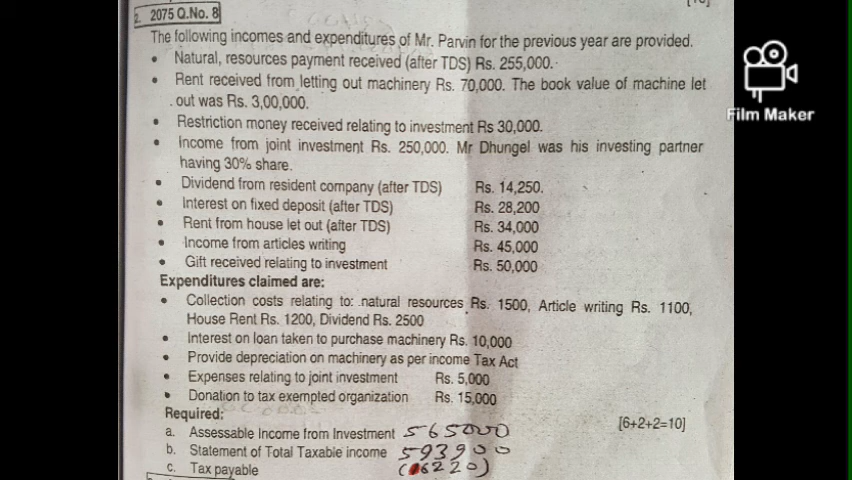 2. 2075 Q.No. 8
The following incomes and expenditures of Mr. Parvin for the previous year are provided.
• Natural, resources payment received (after TDS) Rs. 255,000.
• Rent received from letting out machinery Rs. 70,000. The book value of machine let
out was Rs. 3,00,000.
• Restriction money received relating to investment Rs 30,000.
• Income from joint investment Rs. 250,000. Mr Dhungel was his investing partner
having 30% share.
• Dividend from resident company (after TDS) Rs. 14,250.
• Interest on fixed deposit (after TDS) Rs. 28,200
• Rent from house let out (after TDS) Rs. 34,000
• Income from articles writing Rs. 45,000
• Gift received relating to investment Rs. 50,000
Expenditures claimed are:
• Collection costs relating to: natural resources Rs. 1500, Article writing Rs. 1100,
House Rent Rs. 1200, Dividend Rs. 2500
• Interest on loan taken to purchase machinery Rs. 10,000
• Provide depreciation on machinery as per income Tax Act
• Expenses relating to joint investment Rs. 5,000
• Donation to tax exempted organization Rs. 15,000
Required: [6+2+2=10]
a. Assessable Income from Investment 565000
b. Statement of Total Taxable income 593900
c. Tax payable
Film Maker